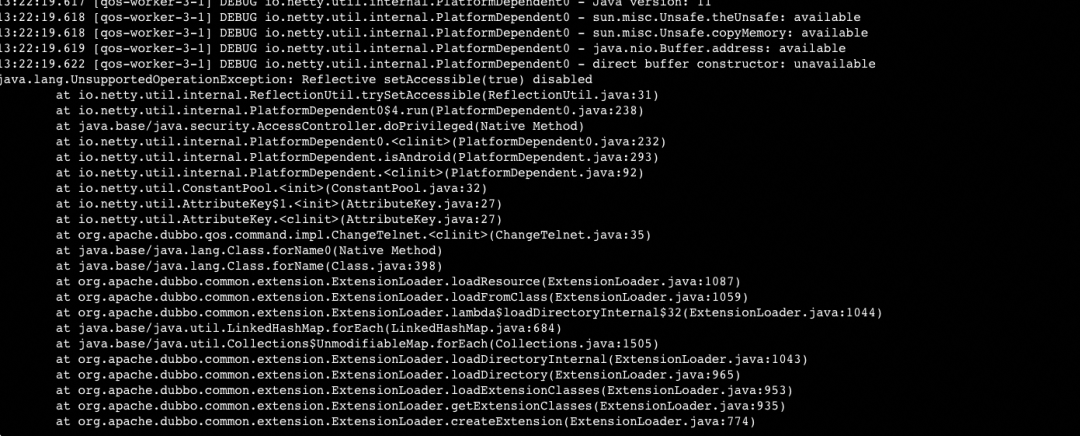 13:22:19.617 [qos-worker-3-1] DEBUG io.netty.util.internal.PlatformDependent0 - Java version: 11
13:22:19.618 [qos-worker-3-1] DEBUG io.netty.util.internal.PlatformDependent0 - sun.misc.Unsafe.theUnsafe: available
13:22:19.618 [qos-worker-3-1] DEBUG io.netty.util.internal.PlatformDependent0 - sun.misc.Unsafe.copyMemory: available
13:22:19.619 [qos-worker-3-1] DEBUG io.netty.util.internal.PlatformDependent0 - java.nio.Buffer.address: available
13:22:19.622 [qos-worker-3-1] DEBUG io.netty.util.internal.PlatformDependent0 - direct buffer constructor: unavailable
java.lang.UnsupportedOperationException: Reflective setAccessible(true) disabled
at io.netty.util.internal.ReflectionUtil.trySetAccessible(ReflectionUtil.java:31)
at io.netty.util.internal.PlatformDependent0$4.run(PlatformDependent0.java:238)
at java.base/java.security.AccessController.doPrivileged(Native Method)
at io.netty.util.internal.PlatformDependent0.<clinit>(PlatformDependent0.java:232)
at io.netty.util.internal.PlatformDependent.isAndroid(PlatformDependent.java:293)
at io.netty.util.internal.PlatformDependent.<clinit>(PlatformDependent.java:92)
at io.netty.util.ConstantPool.<init>(ConstantPool.java:32)
at io.netty.util.AttributeKey$1.<init>(AttributeKey.java:27)
at io.netty.util.AttributeKey.<clinit>(AttributeKey.java:27)
at org.apache.dubbo.qos.command.impl.ChangeTelnet.<clinit>(ChangeTelnet.java:35)
at java.base/java.lang.Class.forName0(Native Method)
at java.base/java.lang.Class.forName(Class.java:398)
at org.apache.dubbo.common.extension.ExtensionLoader.loadResource(ExtensionLoader.java:1087)
at org.apache.dubbo.common.extension.ExtensionLoader.loadFromClass(ExtensionLoader.java:1059)
at org.apache.dubbo.common.extension.ExtensionLoader.lambda$loadDirectoryInternal$32(ExtensionLoader.java:1044)
at java.base/java.util.LinkedHashMap.forEach(LinkedHashMap.java:684)
at java.base/java.util.Collections$UnmodifiableMap.forEach(Collections.java:1505)
at org.apache.dubbo.common.extension.ExtensionLoader.loadDirectoryInternal(ExtensionLoader.java:1043)
at org.apache.dubbo.common.extension.ExtensionLoader.loadDirectory(ExtensionLoader.java:965)
at org.apache.dubbo.common.extension.ExtensionLoader.loadExtensionClasses(ExtensionLoader.java:953)
at org.apache.dubbo.common.extension.ExtensionLoader.getExtensionClasses(ExtensionLoader.java:935)
at org.apache.dubbo.common.extension.ExtensionLoader.createExtension(ExtensionLoader.java:774)